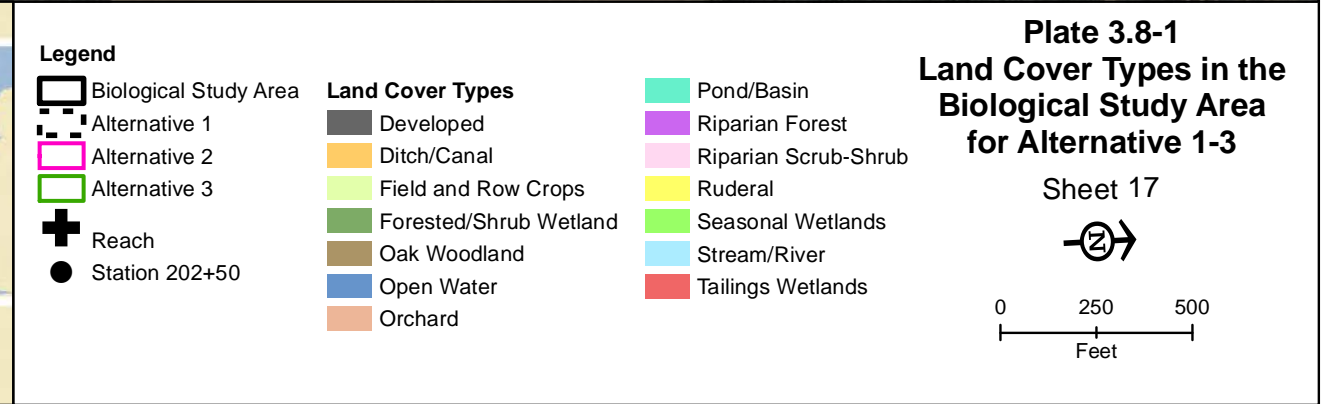 Legend
Biological Study Area
Alternative 1
Alternative 2
Alternative 3
Reach
Station 202+50
Land Cover Types
Developed
Ditch/Canal
Field and Row Crops
Forested/Shrub Wetland
Oak Woodland
Open Water
Orchard
Pond/Basin
Riparian Forest
Riparian Scrub-Shrub
Ruderal
Seasonal Wetlands
Stream/River
Tailings Wetlands
Plate 3.8-1
Land Cover Types in the
Biological Study Area
for Alternative 1-3
Sheet 17
N
0 250 500
Feet